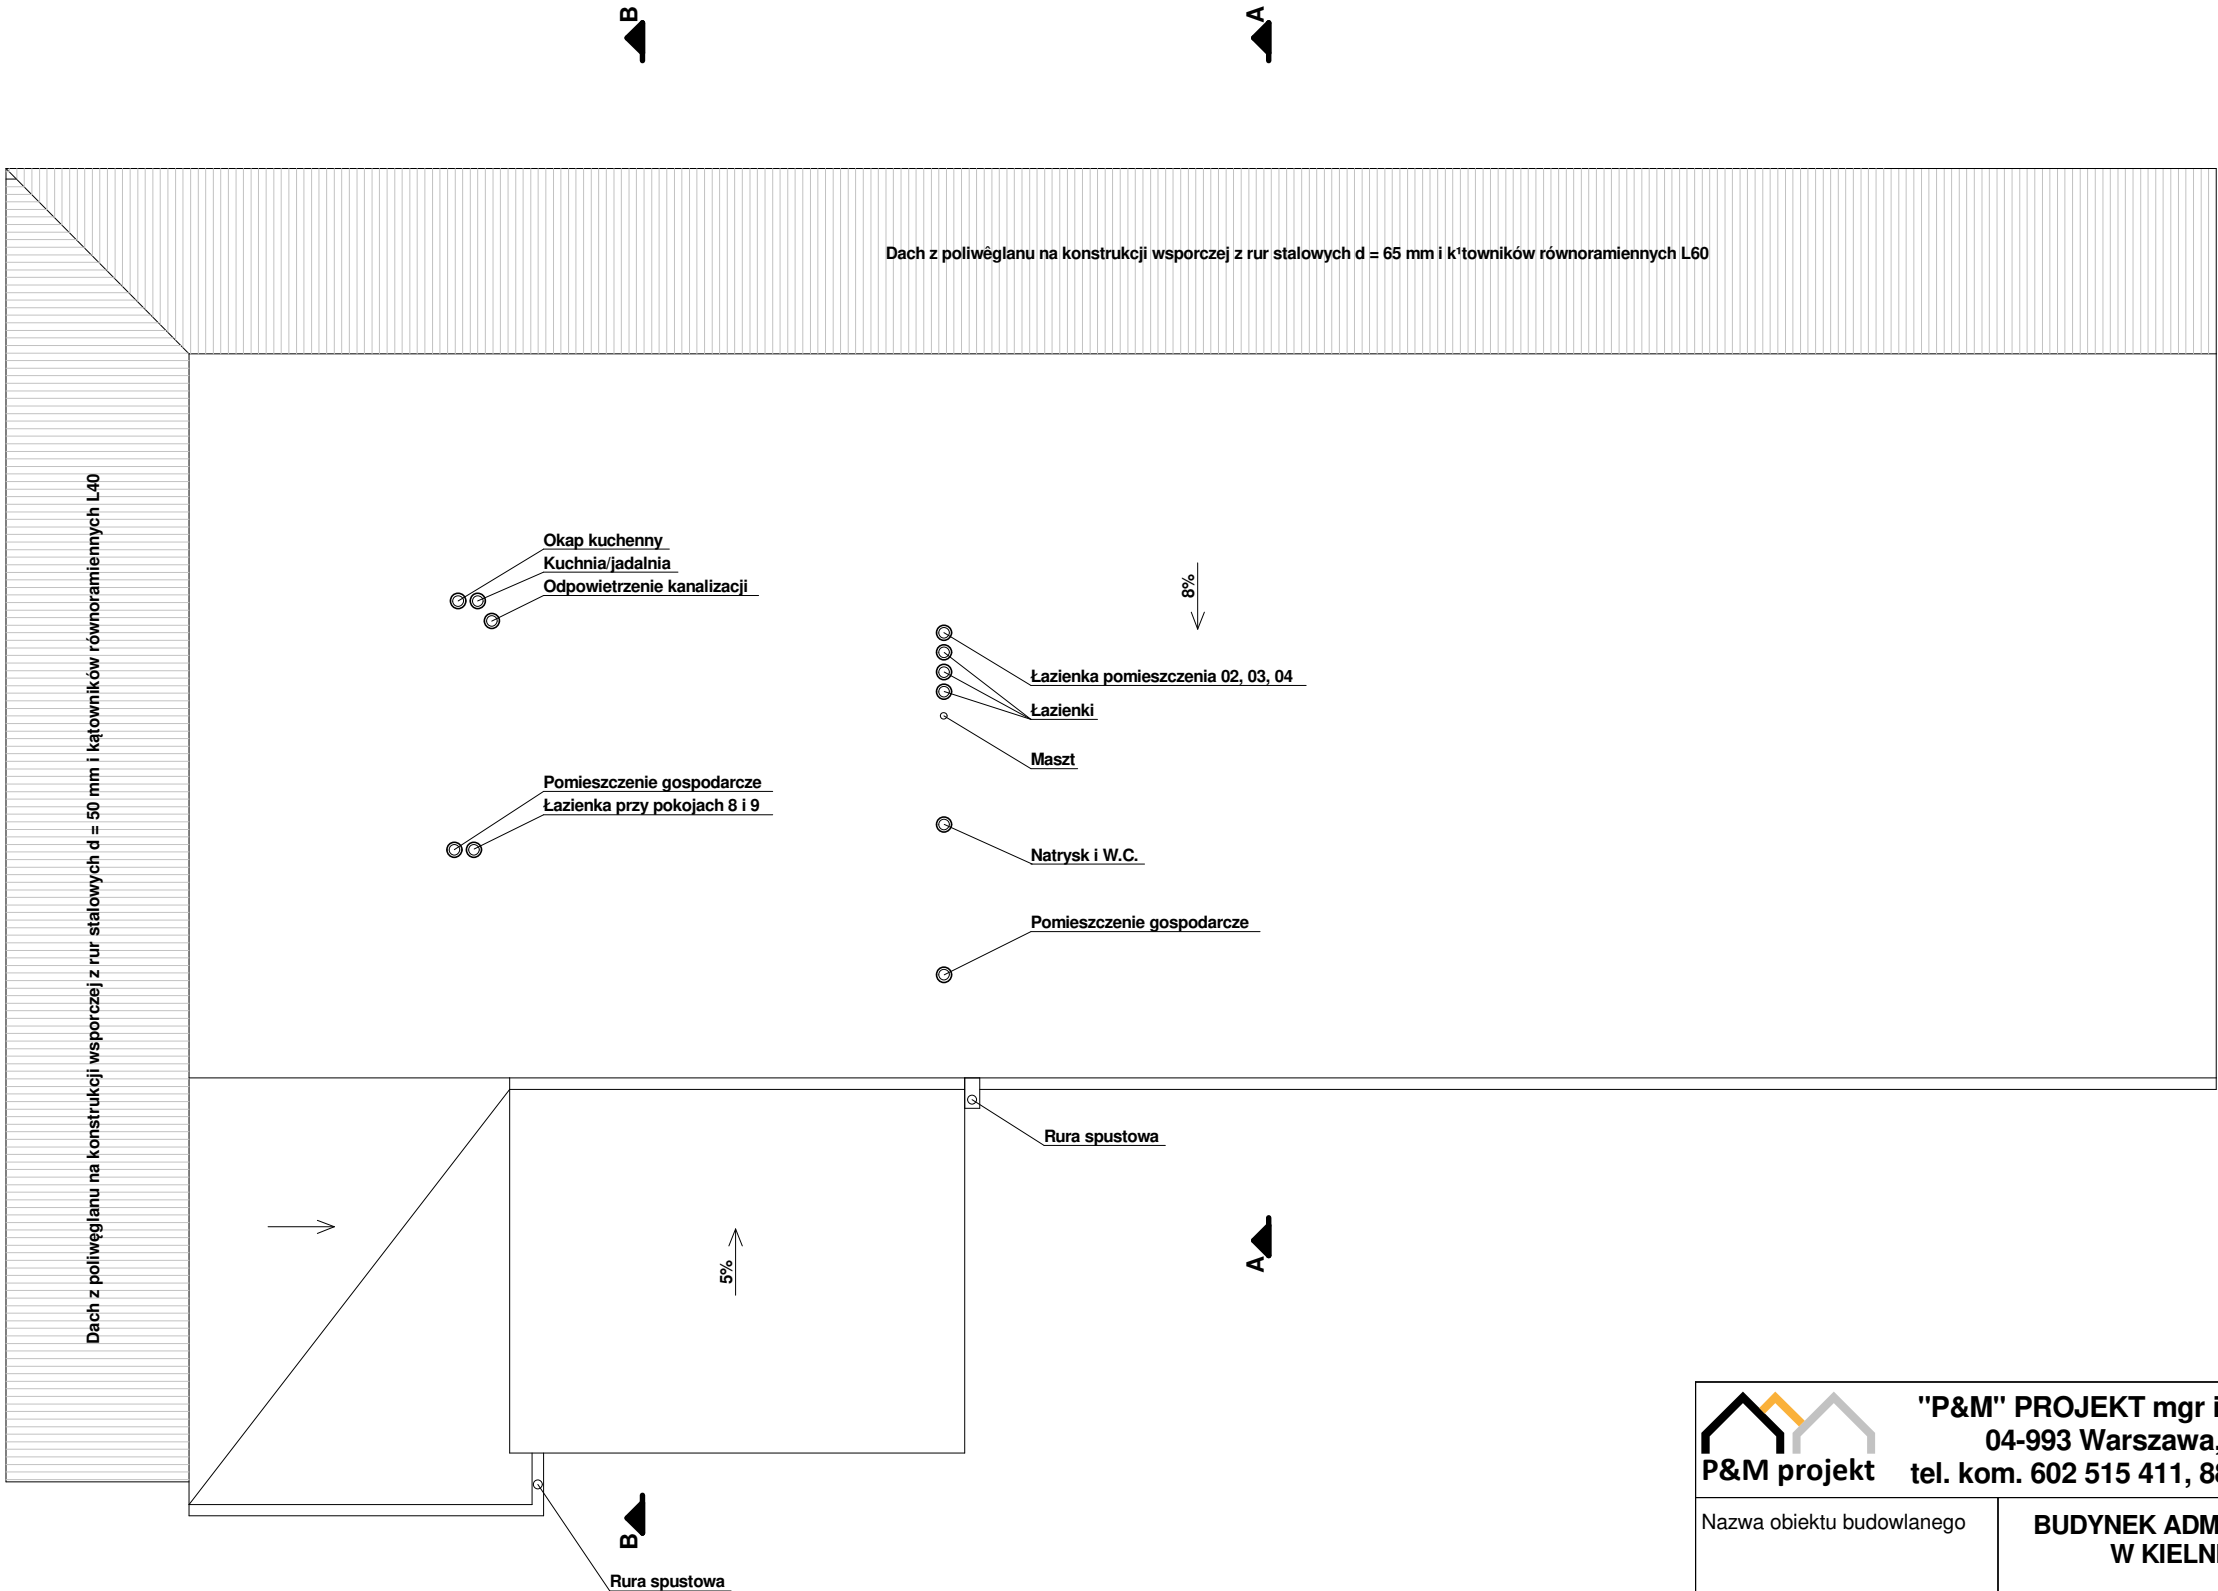 B
A
Dach z poliwêglanu na konstrukcji wsporczej z rur stalowych d = 65 mm i k¹towników równoramiennych L60
Dach z poliwęglanu na konstrukcji wsporczej z rur stalowych d = 50 mm i kątowników równoramiennych L40
Okap kuchenny
Kuchnia/jadalnia
Odpowietrzenie kanalizacji
8%
Łazienka pomieszczenia 02, 03, 04
Łazienki
Maszt
Pomieszczenie gospodarcze
Łazienka przy pokojach 8 i 9
Natrysk i W.C.
Pomieszczenie gospodarcze
Rura spustowa
5%
A
B
Rura spustowa
P&M projekt
"P&M" PROJEKT mgr i
04-993 Warszawa,
tel. kom. 602 515 411, 88
Nazwa obiektu budowlanego
BUDYNEK ADM
W KIELN